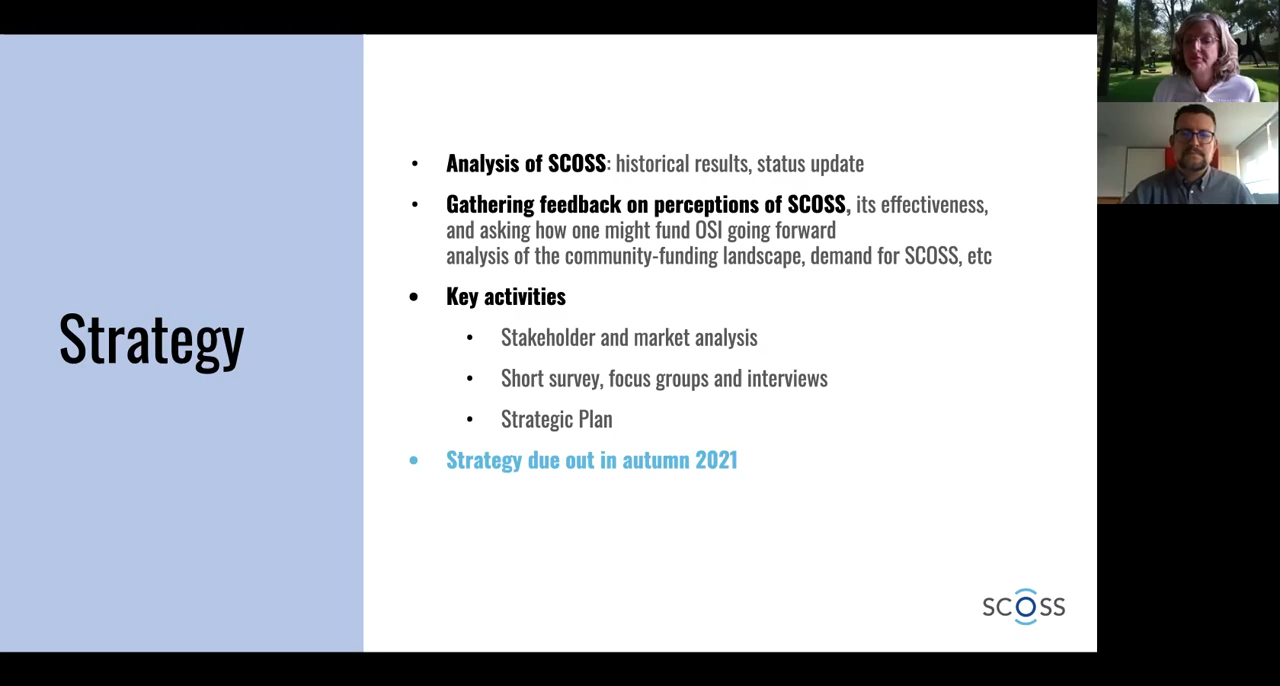 Strategy
Analysis of SCOSS: historical results, status update
Gathering feedback on perceptions of SCOSS, its effectiveness,
and asking how one might fund OSI going forward
analysis of the community-funding landscape, demand for SCOSS, etc
Key activities
Stakeholder and market analysis
Short survey, focus groups and interviews
Strategic Plan
Strategy due out in autumn 2021
SCOSS